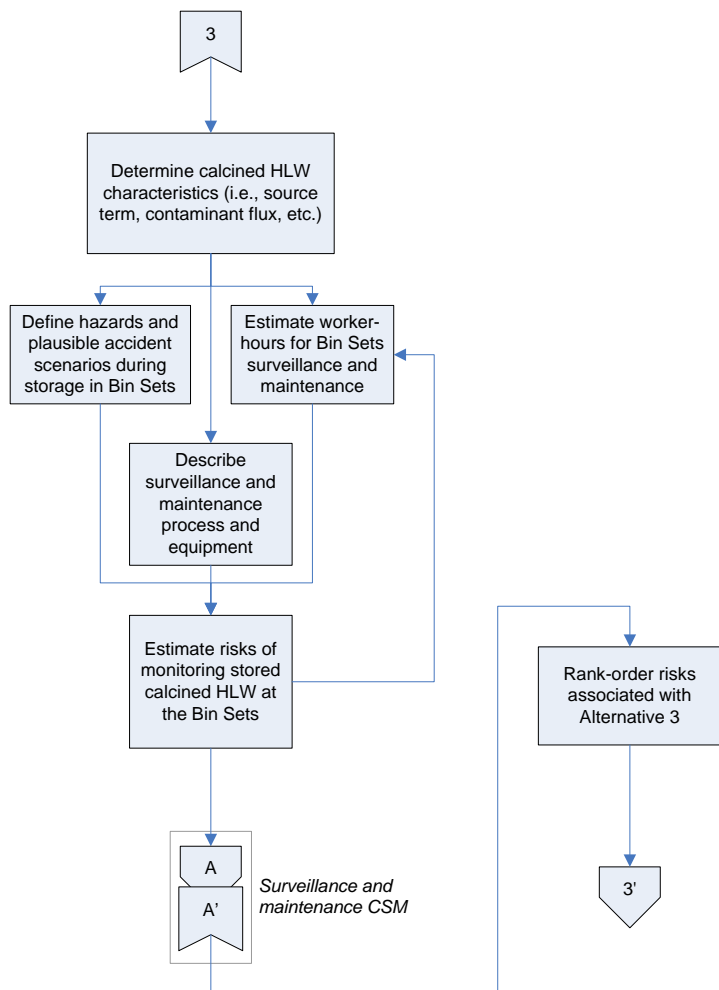 3
Determine calcined HLW
characteristics (i.e., source
term, contaminant flux, etc.)
Define hazards and
plausible accident
scenarios during
storage in Bin Sets
Estimate worker-
hours for Bin Sets
surveillance and
maintenance
Describe
surveillance and
maintenance
process and
equipment
Estimate risks of
monitoring stored
calcined HLW at
the Bin Sets
Rank-order risks
associated with
Alternative 3
A
A’
Surveillance and
maintenance CSM
3'